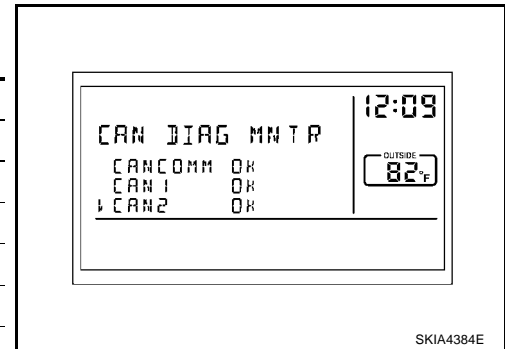 12:09
CAN DIAG MNTR
OUTSIDE
82°F
CANCOMM OK
CAN1 OK
CAN2 OK
SKIA4384E